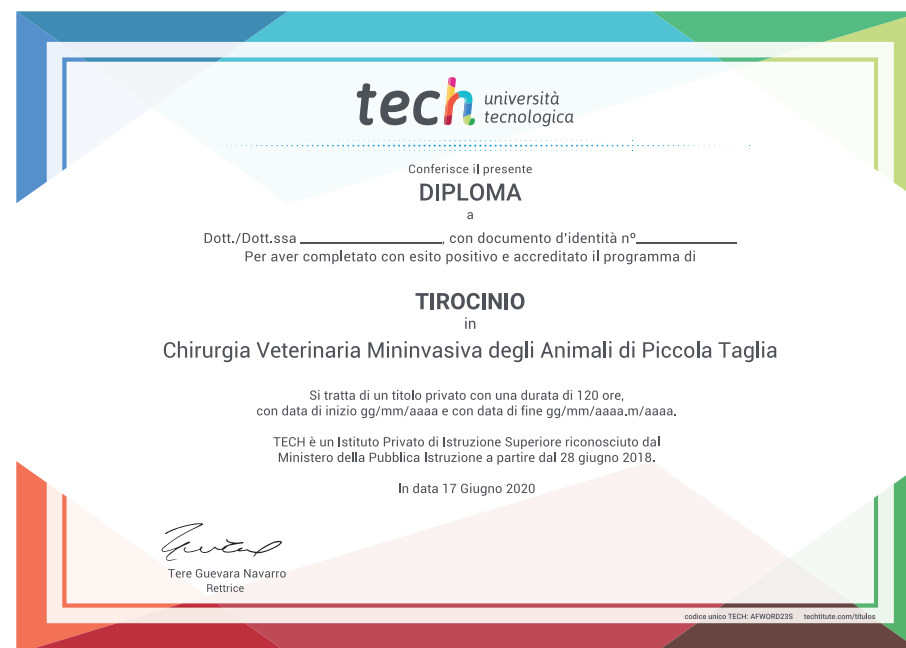 tech università
tecnologica
Conferisce il presente
DIPLOMA
a
Dott./Dott.ssa ____________________, con documento d'identità nº______________
Per aver completato con esito positivo e accreditato il programma di
TIROCINIO
in
Chirurgia Veterinaria Mininvasiva degli Animali di Piccola Taglia
Si tratta di un titolo privato con una durata di 120 ore,
con data di inizio gg/mm/aaaa e con data di fine gg/mm/aaaa.m/aaaa.
TECH è un Istituto Privato di Istruzione Superiore riconosciuto dal
Ministero della Pubblica Istruzione a partire dal 28 giugno 2018.
In data 17 Giugno 2020
Tere Guevara Navarro
Rettrice
codice unico TECH: AFWORD23S techtitute.com/titulos